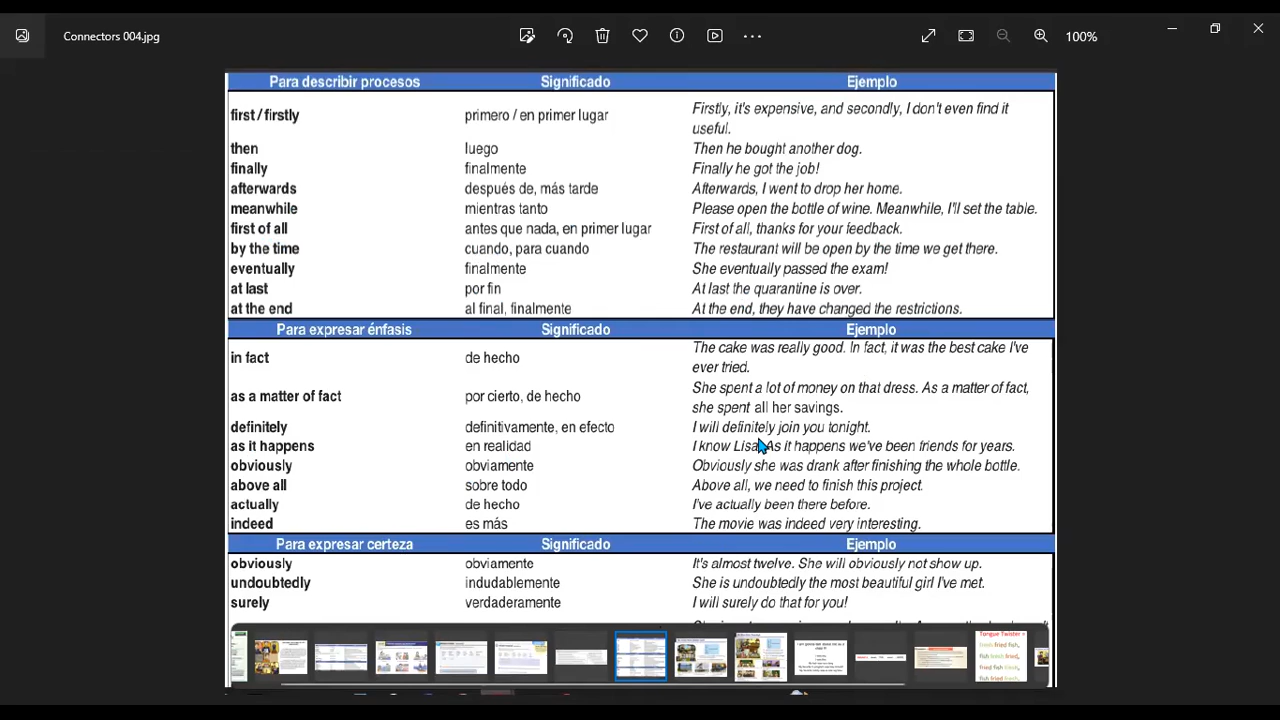 Connectors 004.jpg
100%
Para describir procesos Significado Ejemplo
first / firstly primero / en primer lugar Firstly, it's expensive, and secondly, I don't even find it
useful.
then luego Then he bought another dog.
finally finalmente Finally he got the job!
afterwards después de, más tarde Afterwards, I went to drop her home.
meanwhile mientras tanto Please open the bottle of wine. Meanwhile, I'll set the table.
first of all antes que nada, en primer lugar First of all, thanks for your feedback.
by the time cuando, para cuando The restaurant will be open by the time we get there.
eventually finalmente She eventually passed the exam!
at last por fin At last the quarantine is over.
at the end al final, finalmente At the end, they have changed the restrictions.
Para expresar énfasis Significado Ejemplo
in fact de hecho The cake was really good. In fact, it was the best cake I've
ever tried.
as a matter of fact por cierto, de hecho She spent a lot of money on that dress. As a matter of fact,
she spent all her savings.
definitely definitivamente, en efecto I will definitely join you tonight.
as it happens en realidad I know Lisa. As it happens we've been friends for years.
obviously obviamente Obviously she was drank after finishing the whole bottle.
above all sobre todo Above all, we need to finish this project.
actually de hecho I've actually been there before.
indeed es más The movie was indeed very interesting.
Para expresar certeza Significado Ejemplo
obviously obviamente It's almost twelve. She will obviously not show up.
undoubtedly indudablemente She is undoubtedly the most beautiful girl I've met.
surely verdaderamente I will surely do that for you!
Tongue Twister
fresh fried fish,
fish fresh fried,
fried fish fresh,
fish fried fresh.